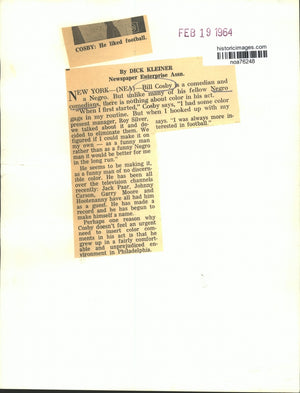 FEB 19 1964
historicimages.com
noa76248
COSBY: He liked football.
By DICK KLEINER
Newspaper Enterprise Assn.
NEW YORK—(NEA)—Bill Cosby is a comedian and
a Negro. But unlike many of his fellow Negro
comedians, there is nothing about color in his act.
"When I first started," Cosby says, "I had some color
gags in my routine. But when I hooked up with my
present manager, Roy Silver,
we talked about it and de-
cided to eliminate them. We
figured if I could make it on
my own — as a funny man
rather than as a funny Negro
man it would be better for me
in the long run."
He seems to be making it,
as a funny man of no discern-
ible color. He has been all
over the television channels
recently: Jack Paar, Johnny
Carson, Garry Moore and
Hootenanny have all had him
as a guest. He has made a
record and he has begun to
make himself a name.
Perhaps one reason why
Cosby doesn't feel an urgent
need to insert color com-
ments in his act is that he
grew up in a fairly comfort-
able and unprejudiced en-
vironment in Philadelphia.
says. "I was always more in-
terested in football."